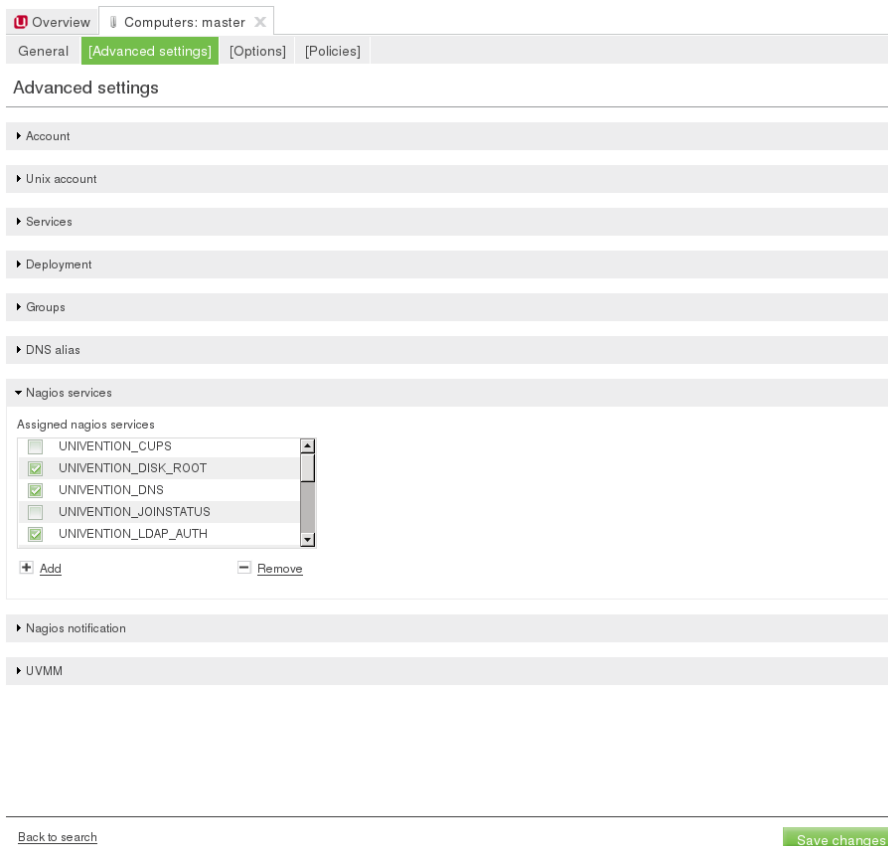 Overview Computers: master
General [Advanced settings] [Options] [Policies]
Advanced settings
Account
Unix account
Services
Deployment
Groups
DNS alias
Nagios services
Assigned nagios services
UNIVENTION_CUPS
UNIVENTION_DISK_ROOT
UNIVENTION_DNS
UNIVENTION_JOINSTATUS
UNIVENTION_LDAP_AUTH
Add Remove
Nagios notification
UVMM
Back to search Save changes